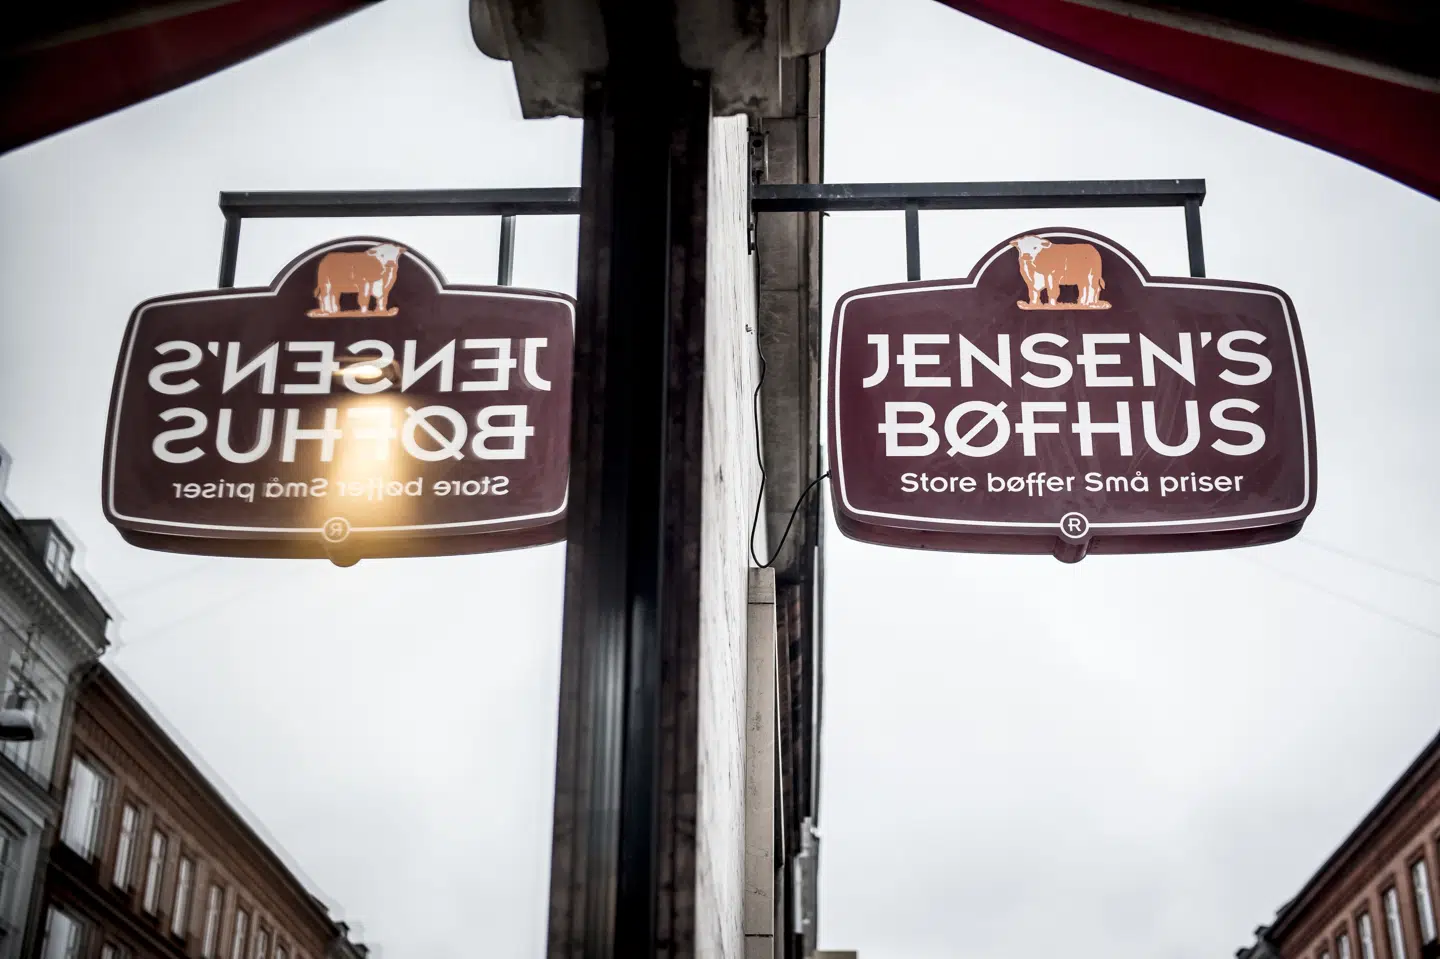 JENSEN'S
BØFHUS
Store bøffer Små priser
®
JENSEN'S
BØFHUS
Store bøffer Små priser
®